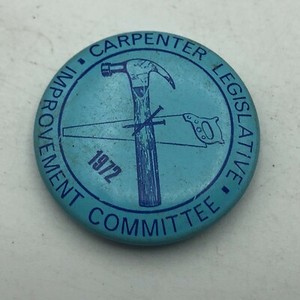 CARPENTER LEGISLATIVE
IMPROVEMENT COMMITTEE
1972